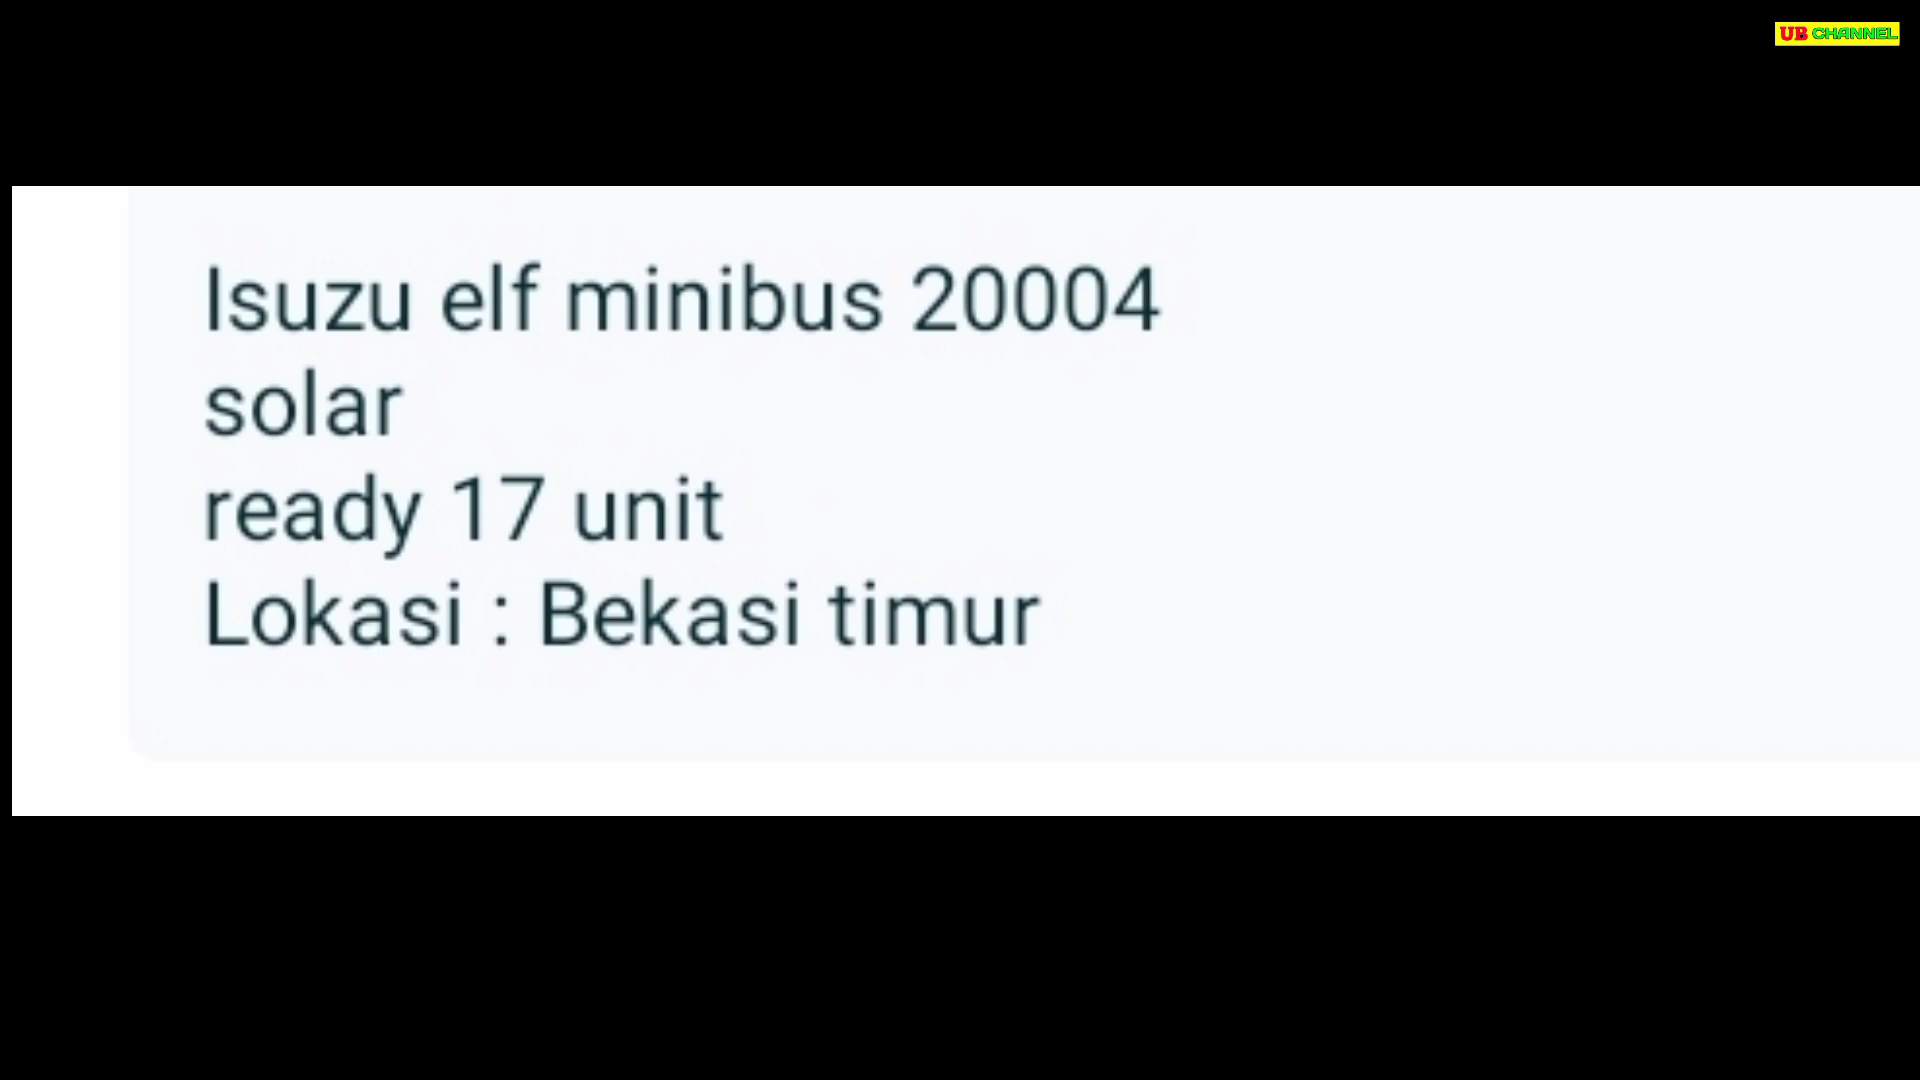 UB CHANNEL
Isuzu elf minibus 20004
solar
ready 17 unit
Lokasi : Bekasi timur